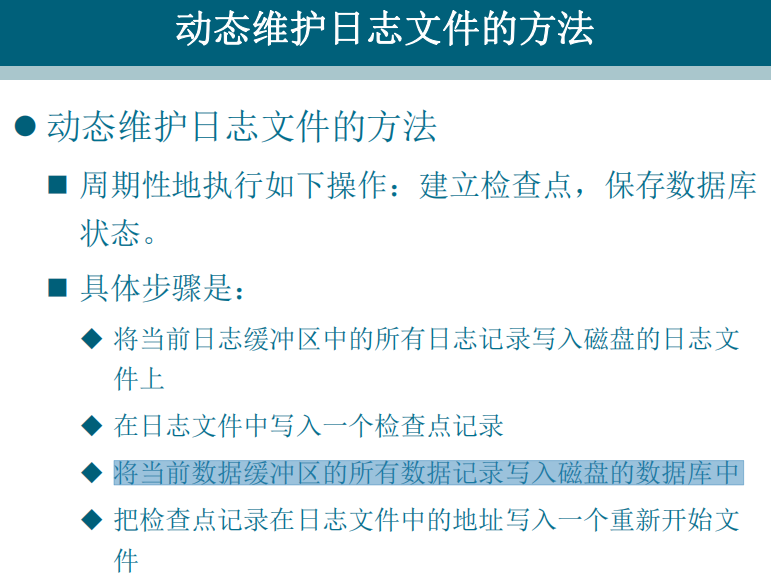 动态维护日志文件的方法
动态维护日志文件的方法
周期性地执行如下操作：建立检查点，保存数据库
状态。
具体步骤是：
将当前日志缓冲区中的所有日志记录写入磁盘的日志文
件上
在日志文件中写入一个检查点记录
将当前数据缓冲区的所有数据记录写入磁盘的数据库中
把检查点记录在日志文件中的地址写入一个重新开始文
件